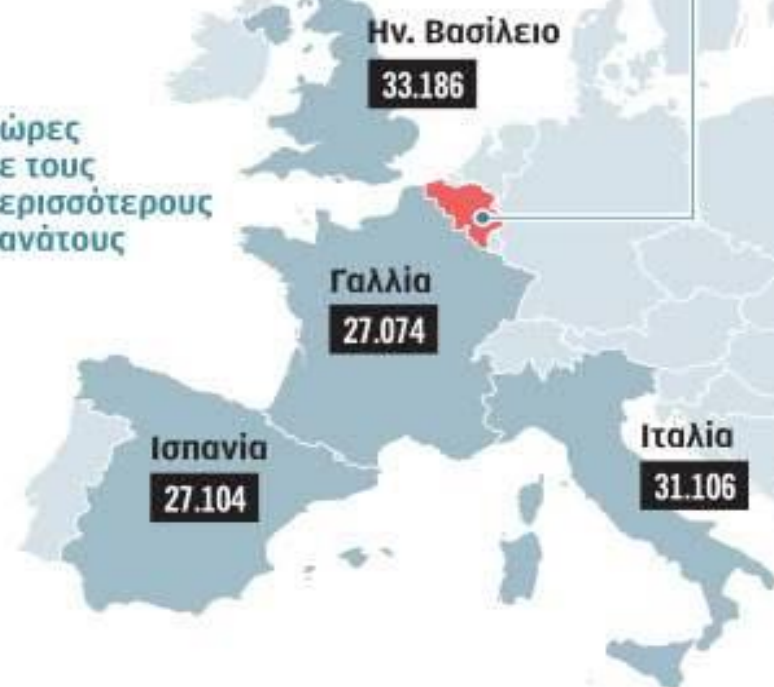 Ην. Βασίλειο
33.186
ώρες
ε τους
ερισσότερους
ανάτους
Γαλλία
27.074
Ισπανία
27.104
Ιταλία
31.106